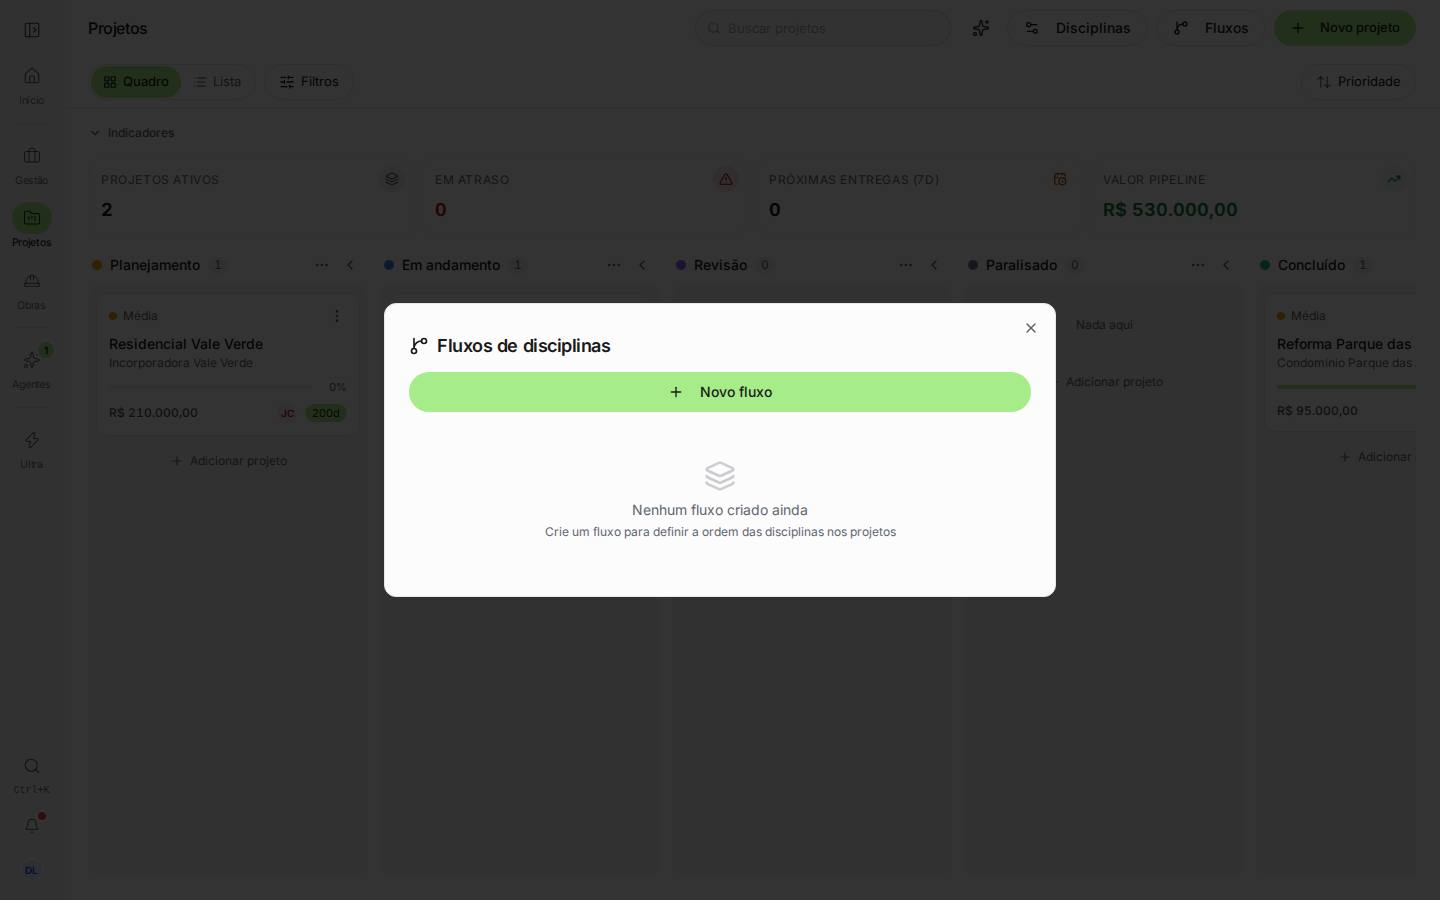 Projetos
Buscar projetos
Disciplinas
Fluxos
Novo projeto
Quadro
Lista
Filtros
Prioridade
Início
Gestão
Projetos
Obras
1
Agentes
Ultra
Ctrl+K
DL
Indicadores
PROJETOS ATIVOS
2
EM ATRASO
0
PRÓXIMAS ENTREGAS (7D)
0
VALOR PIPELINE
R$ 530.000,00
Planejamento 1
Em andamento 1
Revisão 0
Paralisado 0
Concluído 1
Média
Residencial Vale Verde
Incorporadora Vale Verde
0%
R$ 210.000,00
JC
200d
Adicionar projeto
Nada aqui
Adicionar projeto
Média
Reforma Parque das
Condomínio Parque das
R$ 95.000,00
Adicionar
Fluxos de disciplinas
Novo fluxo
Nenhum fluxo criado ainda
Crie um fluxo para definir a ordem das disciplinas nos projetos